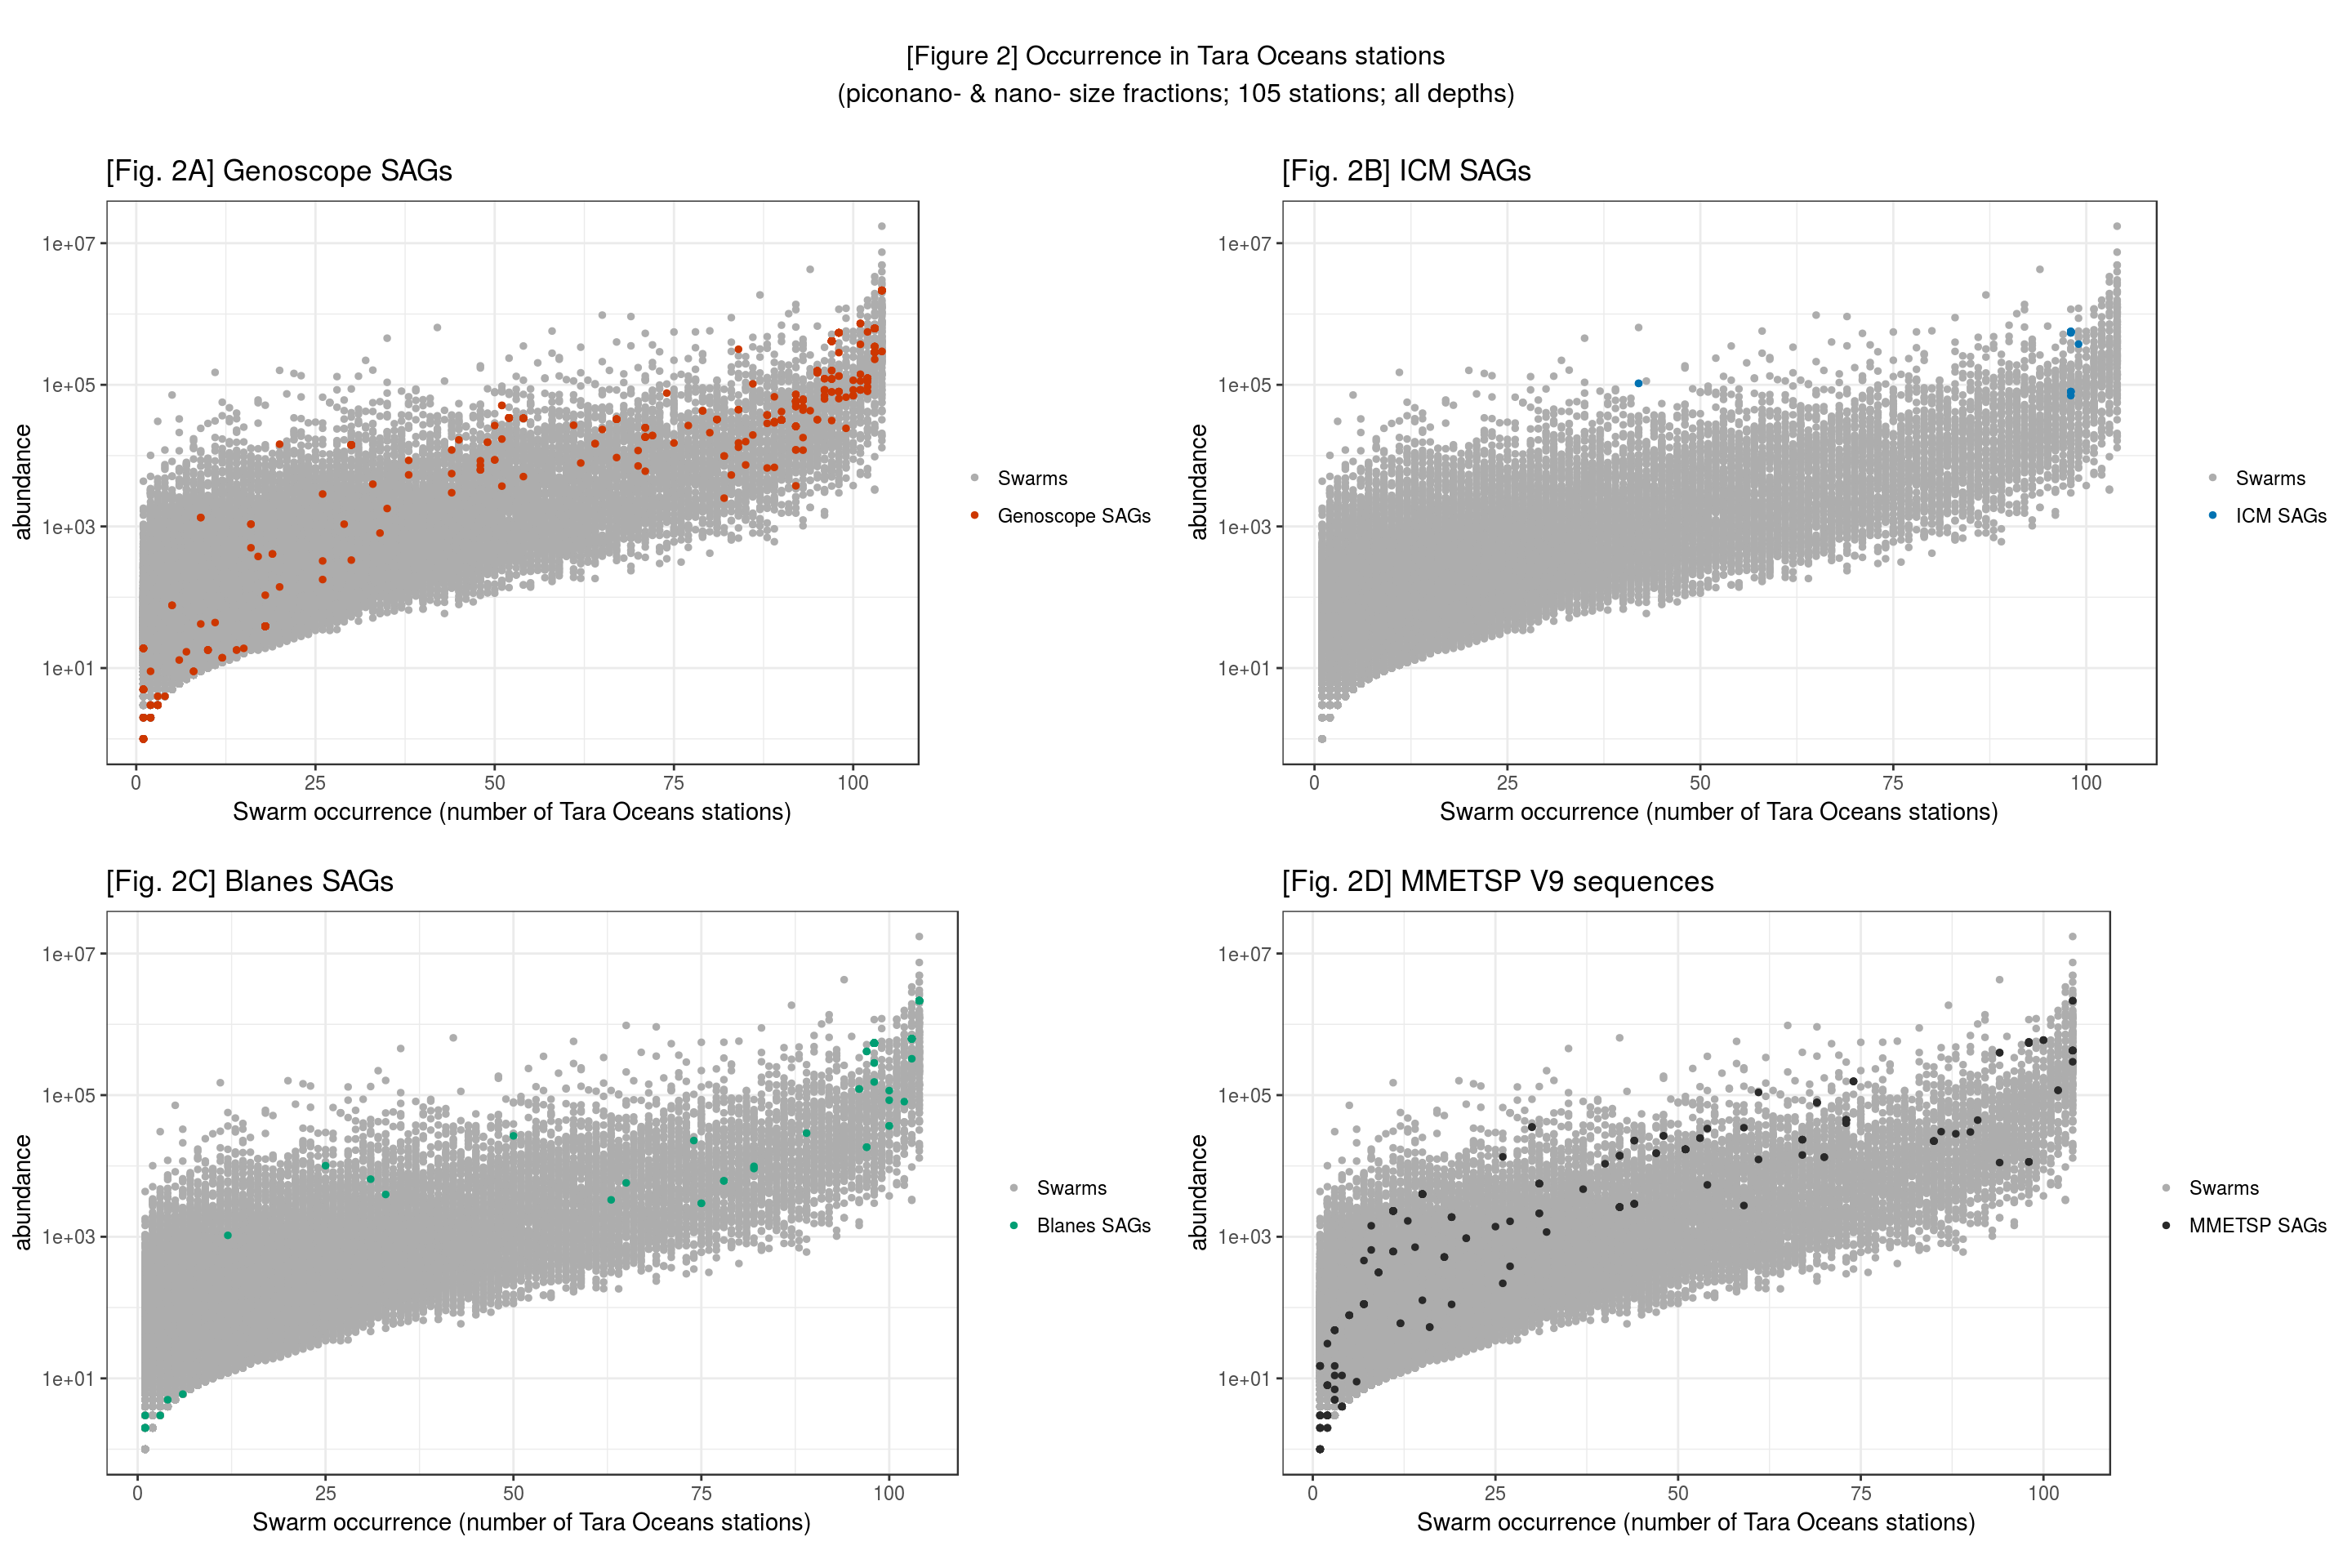 [Figure 2] Occurrence in Tara Oceans stations
(piconano- & nano- size fractions; 105 stations; all depths)
[Fig. 2A] Genoscope SAGs
1e+07
1e+05
1e+03
1e+01
abundance
0 25 50 75 100
Swarm occurrence (number of Tara Oceans stations)
Swarms
Genoscope SAGs
[Fig. 2B] ICM SAGs
1e+07
1e+05
1e+03
1e+01
abundance
0 25 50 75 100
Swarm occurrence (number of Tara Oceans stations)
Swarms
ICM SAGs
[Fig. 2C] Blanes SAGs
1e+07
1e+05
1e+03
1e+01
abundance
0 25 50 75 100
Swarm occurrence (number of Tara Oceans stations)
Swarms
Blanes SAGs
[Fig. 2D] MMETSP V9 sequences
1e+07
1e+05
1e+03
1e+01
abundance
0 25 50 75 100
Swarm occurrence (number of Tara Oceans stations)
Swarms
MMETSP SAGs